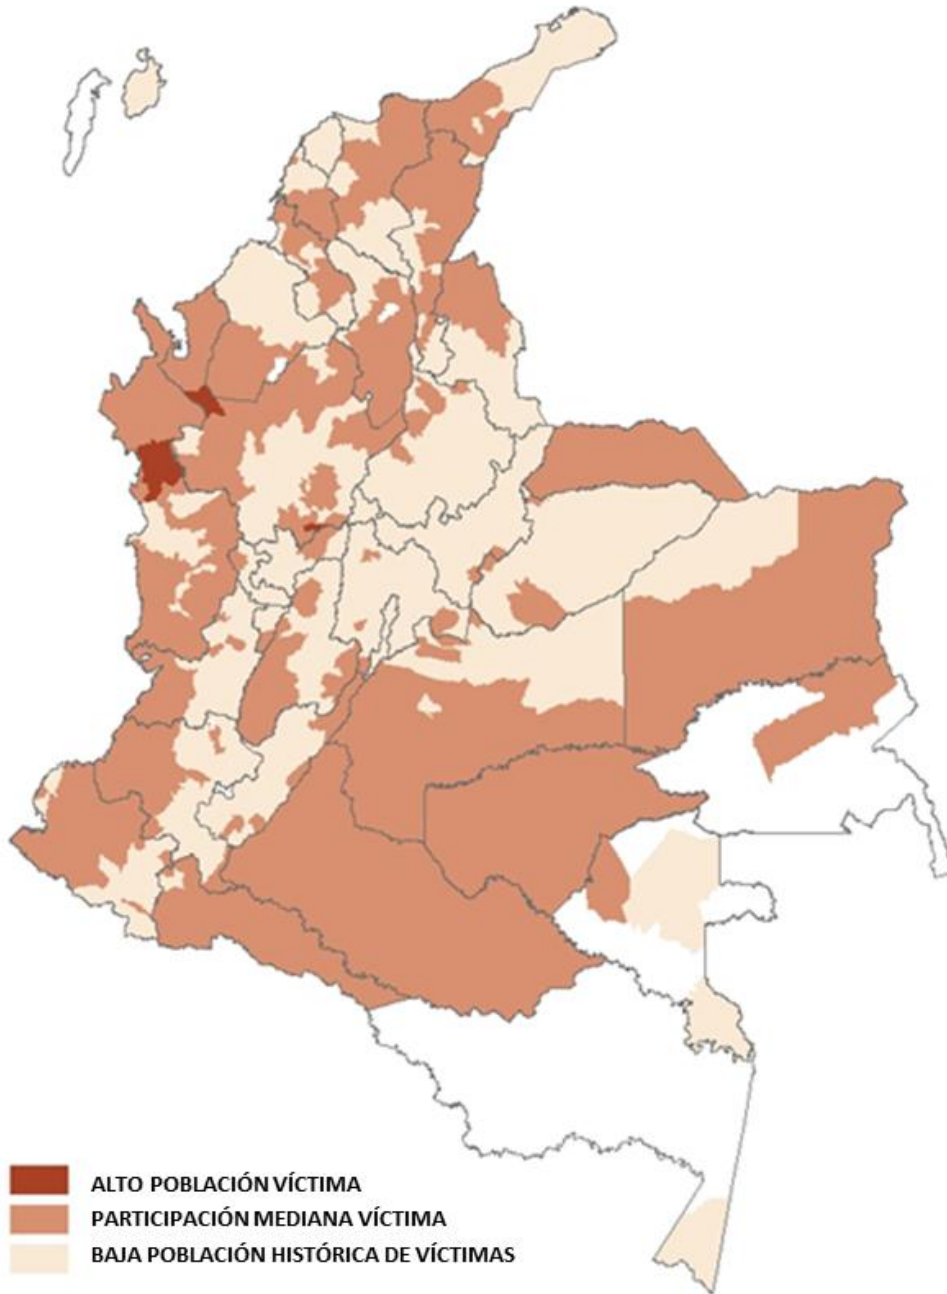 ALTO POBLACIÓN VÍCTIMA
PARTICIPACIÓN MEDIANA VÍCTIMA
BAJA POBLACIÓN HISTÓRICA DE VÍCTIMAS